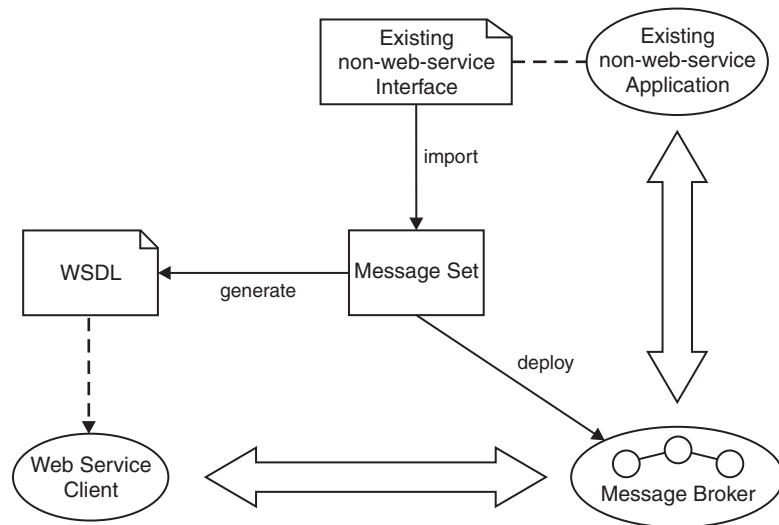 Existing
non-web-service
Interface
Existing
non-web-service
Application
import
WSDL
generate
Message Set
deploy
Web Service
Client
Message Broker